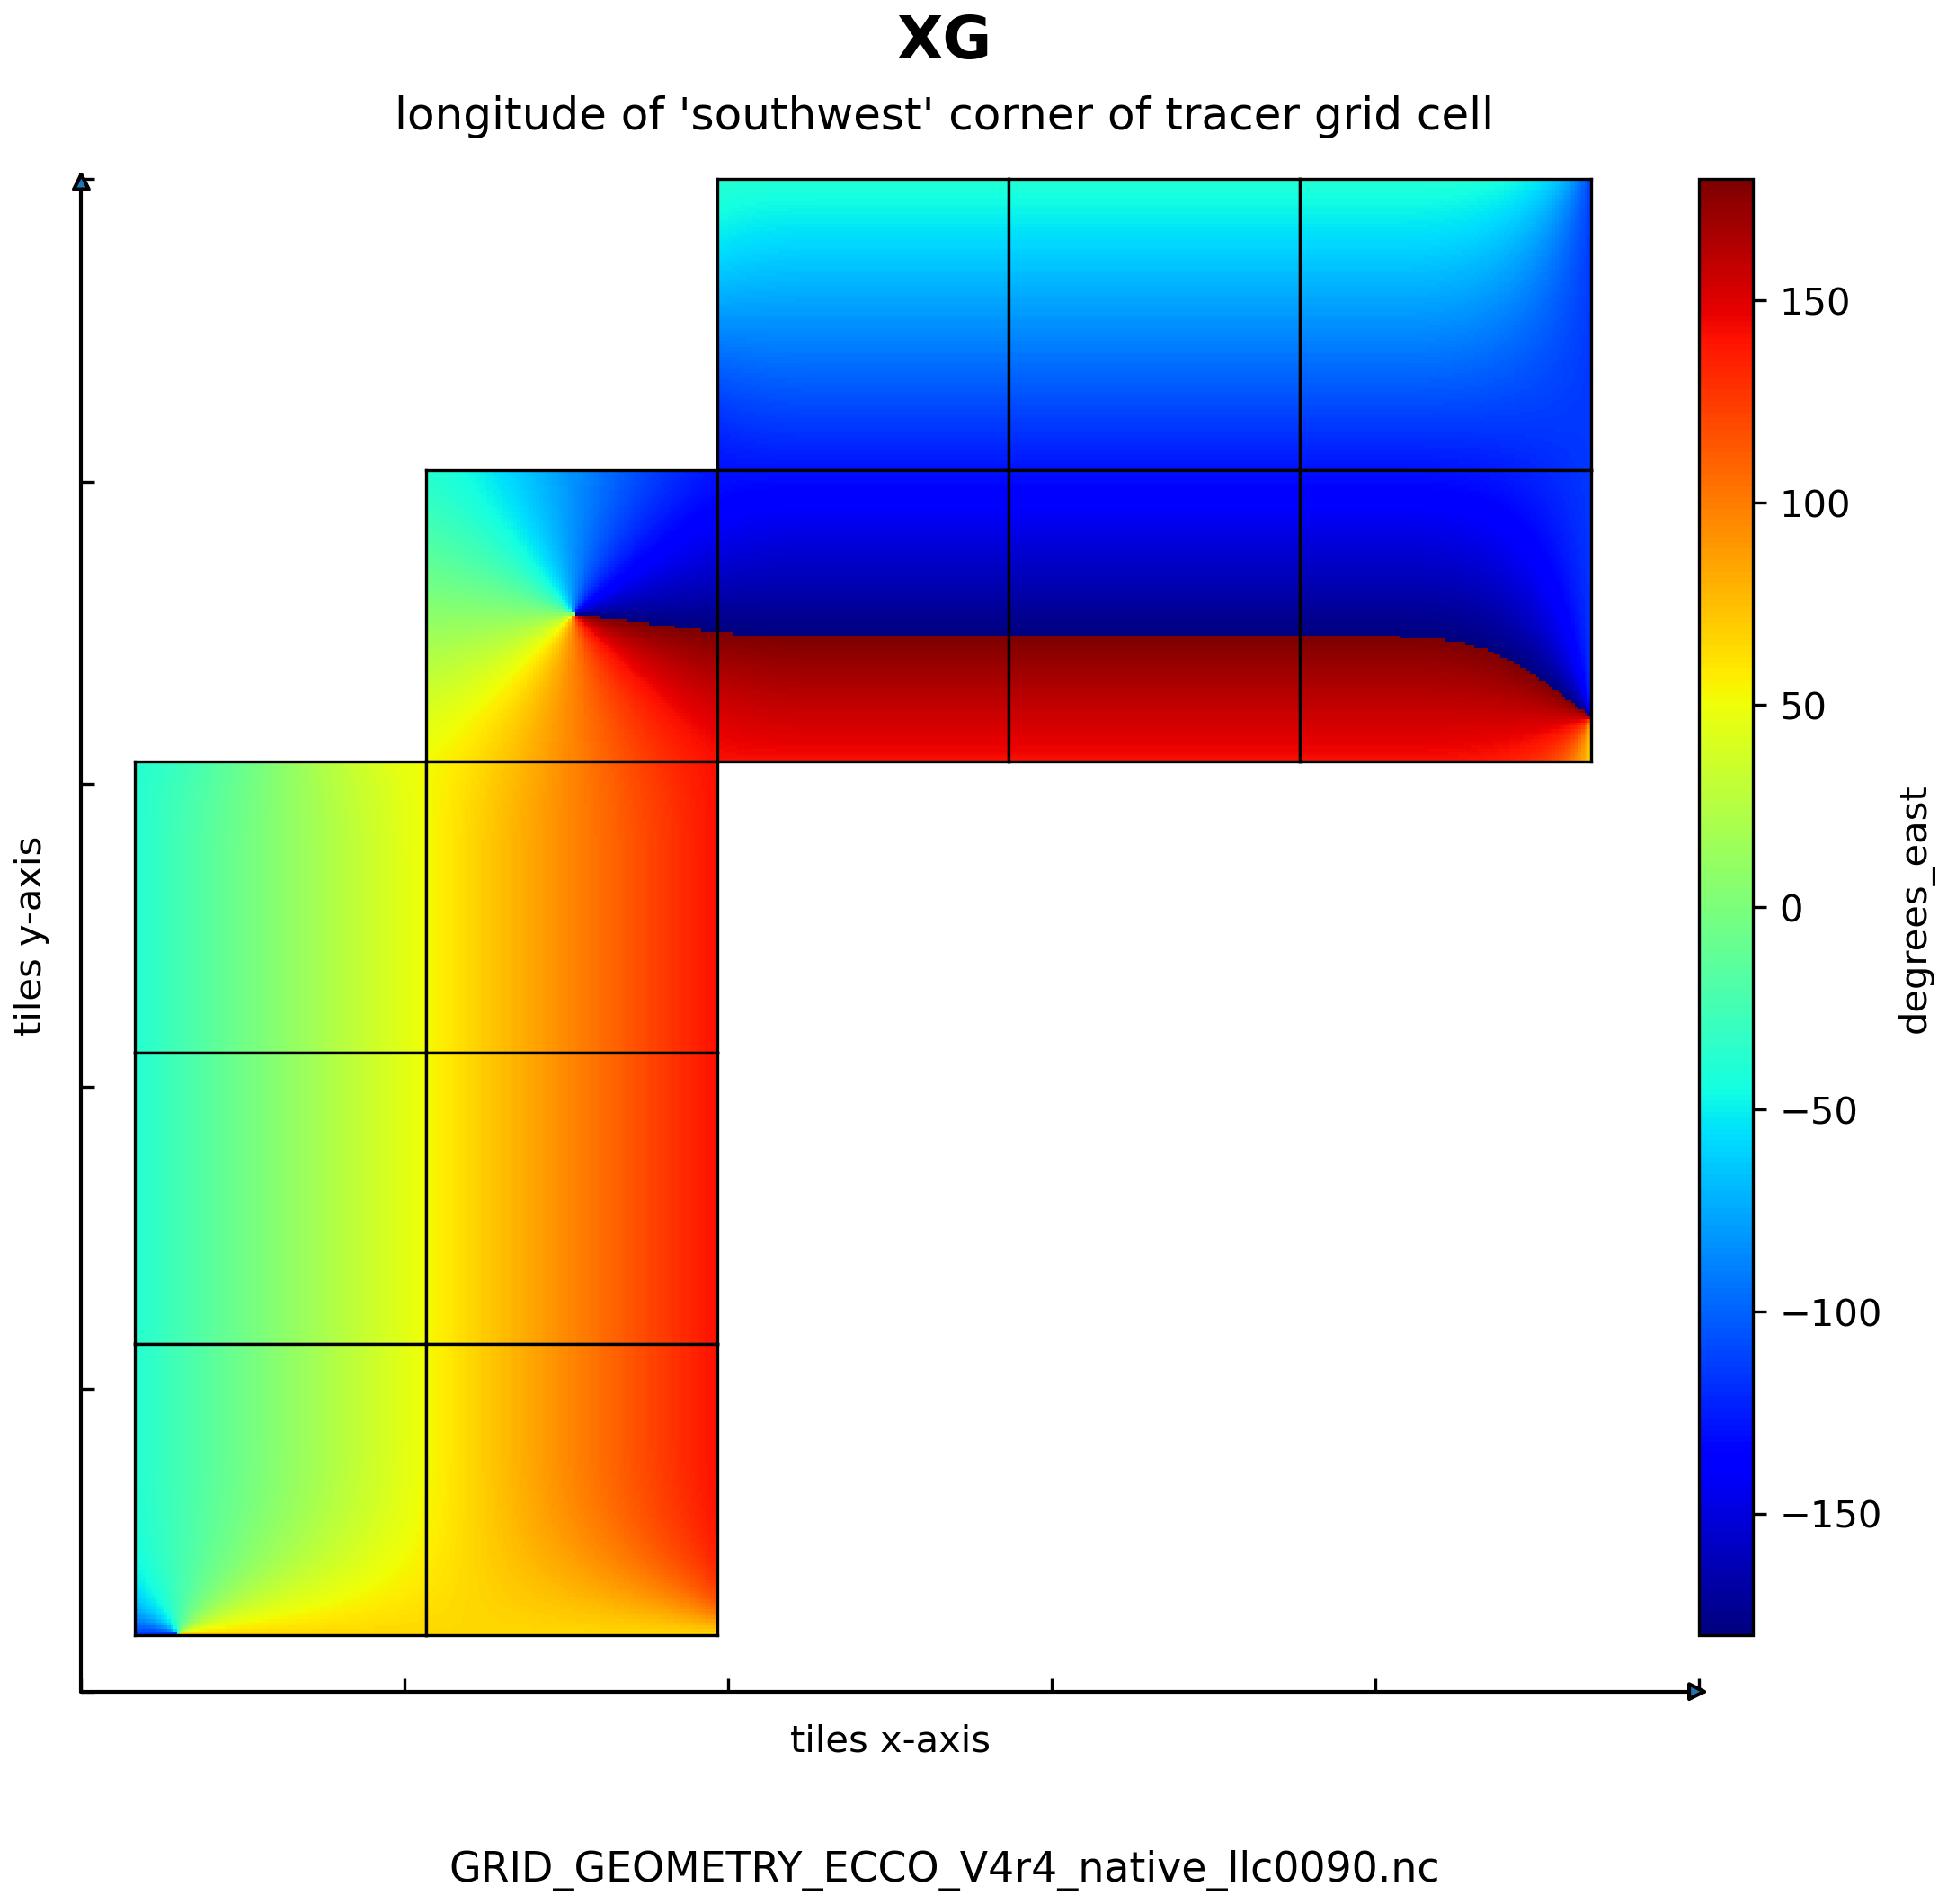 XG
longitude of 'southwest' corner of tracer grid cell
tiles y-axis
150
100
50
0
−50
−100
−150
degrees_east
tiles x-axis
GRID_GEOMETRY_ECCO_V4r4_native_llc0090.nc